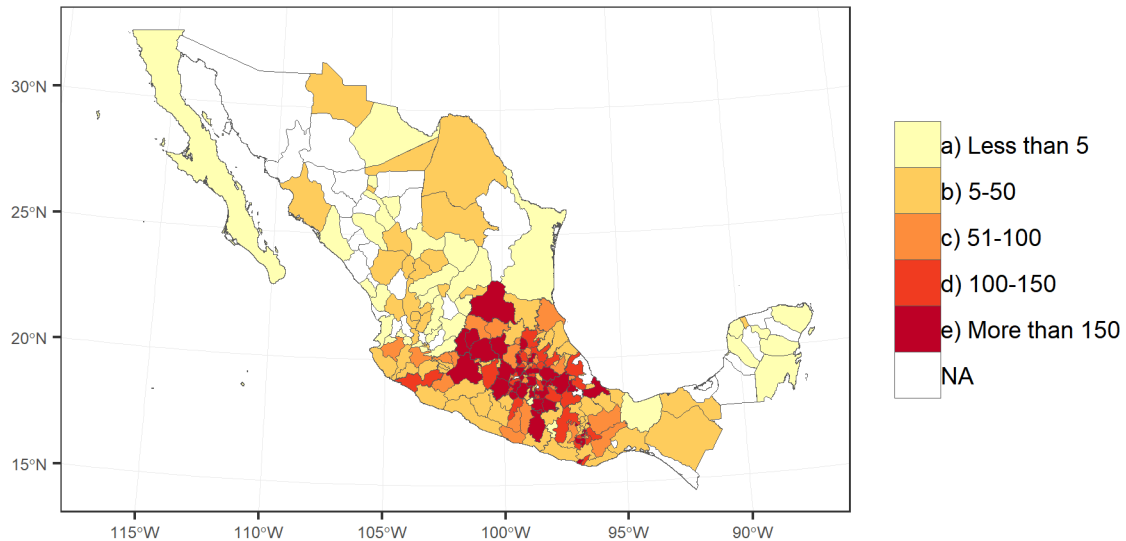 30°N
25°N
20°N
15°N
115°W
110°W
105°W
100°W
95°W
90°W
a) Less than 5
b) 5-50
c) 51-100
d) 100-150
e) More than 150
NA